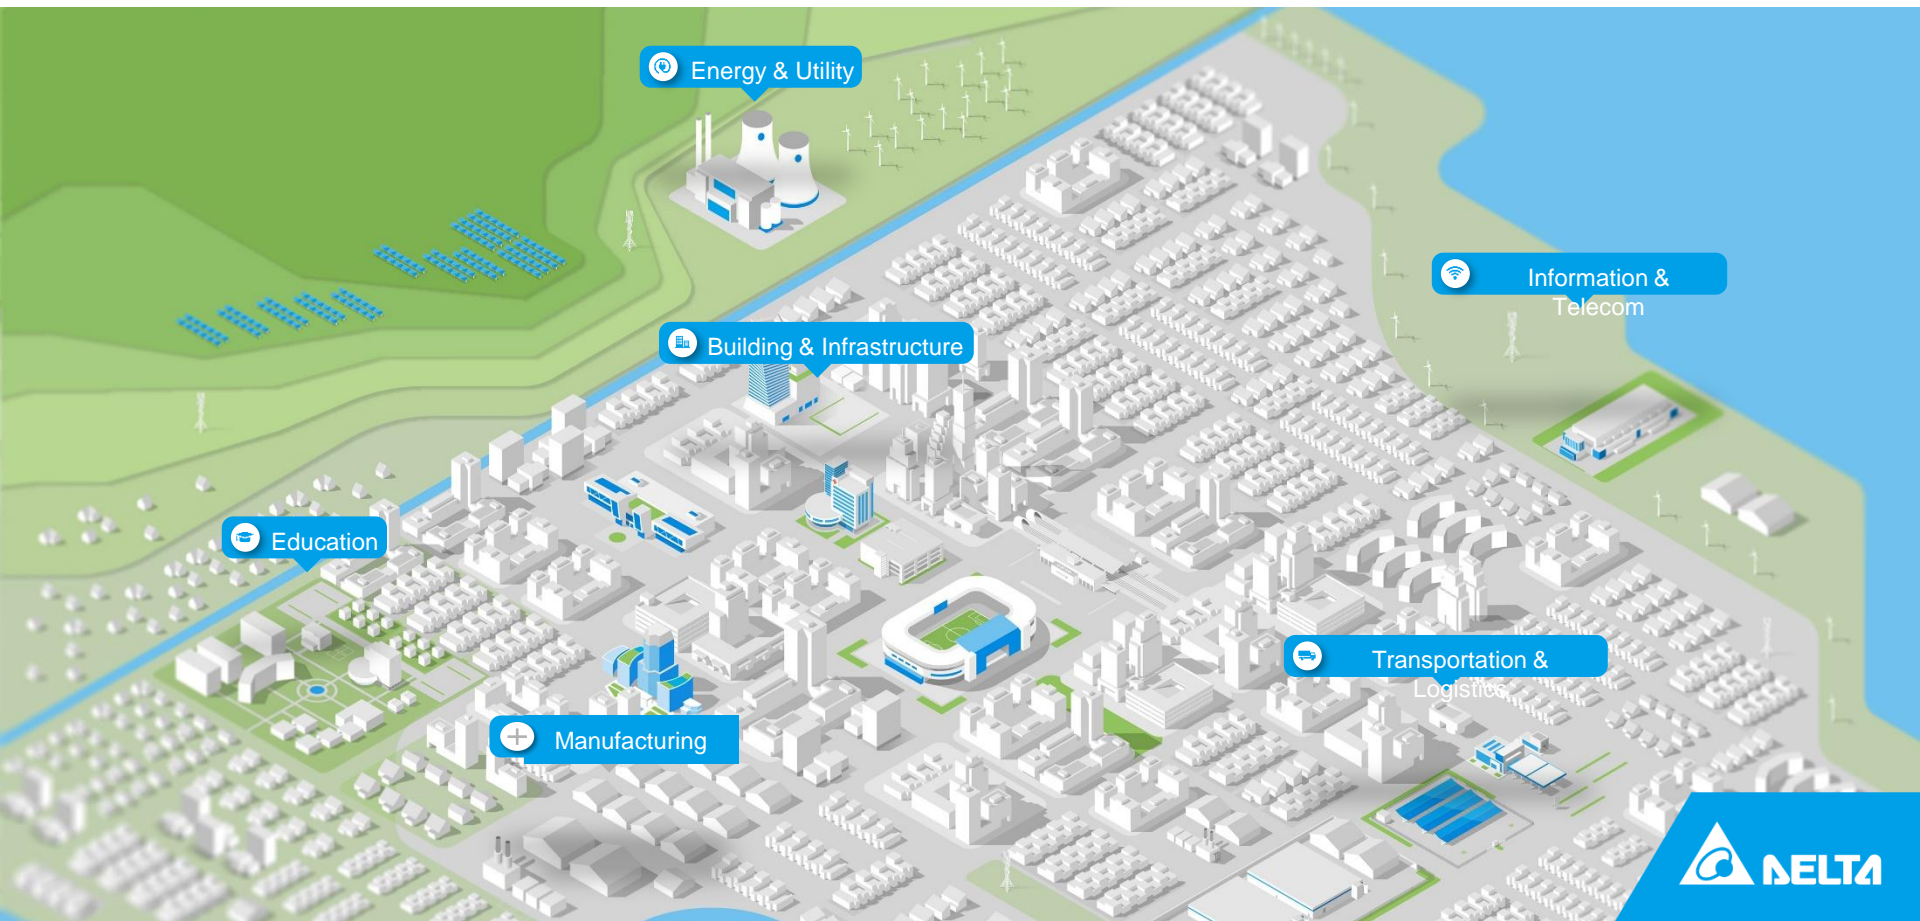 Energy & Utility
Information &
Telecom
Building & Infrastructure
Education
Transportation &
Logistics
Manufacturing
DELTA